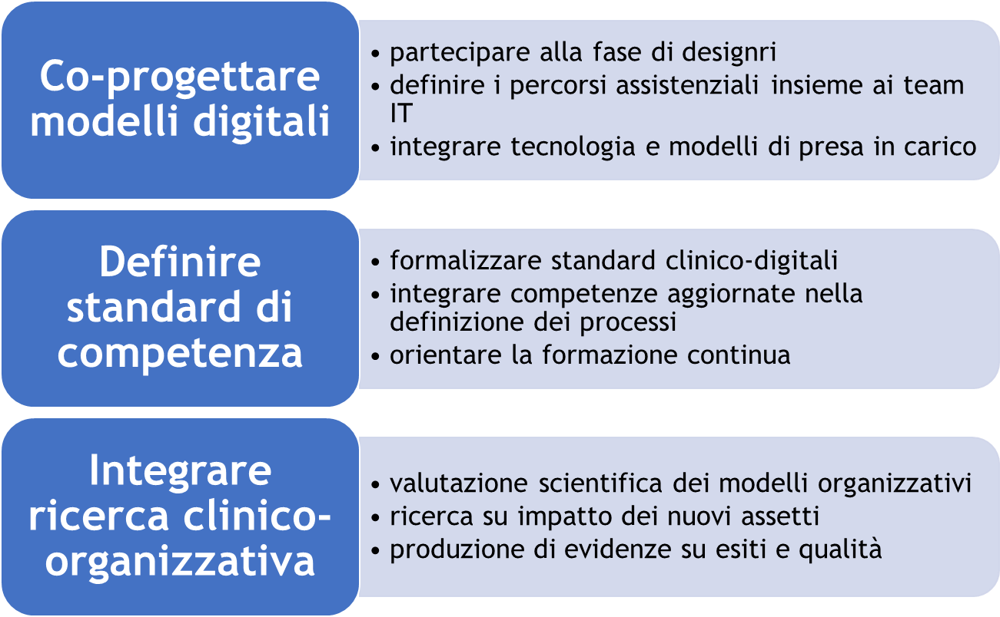 Co-progettare
modelli digitali
• partecipare alla fase di designri
• definire i percorsi assistenziali insieme ai team
IT
• integrare tecnologia e modelli di presa in carico
Definire
standard di
competenza
• formalizzare standard clinico-digitali
• integrare competenze aggiornate nella
definizione dei processi
• orientare la formazione continua
Integrare
ricerca clinico-
organizzativa
• valutazione scientifica dei modelli organizzativi
• ricerca su impatto dei nuovi assetti
• produzione di evidenze su esiti e qualità